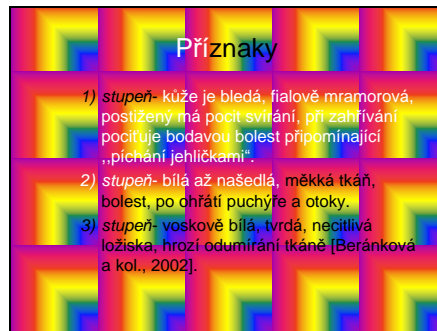 Příznaky
1) stupeň- kůže je bledá, fialově mramorová,
postižený má pocit svírání, při zahřívání
pociťuje bodavou bolest připomínající
,,píchání jehličkami“.
2) stupeň- bílá až našedlá, měkká tkáň,
bolest, po ohřátí puchýře a otoky.
3) stupeň- voskově bílá, tvrdá, necitlivá
ložiska, hrozí odumírání tkáně [Beránková
a kol., 2002].